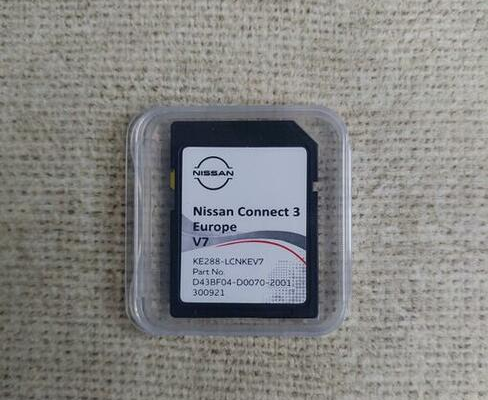 NISSAN
Nissan Connect 3
Europe
V7
KE288-LCNKEV7
Part No.
D43BF04-D0070-2001
300921